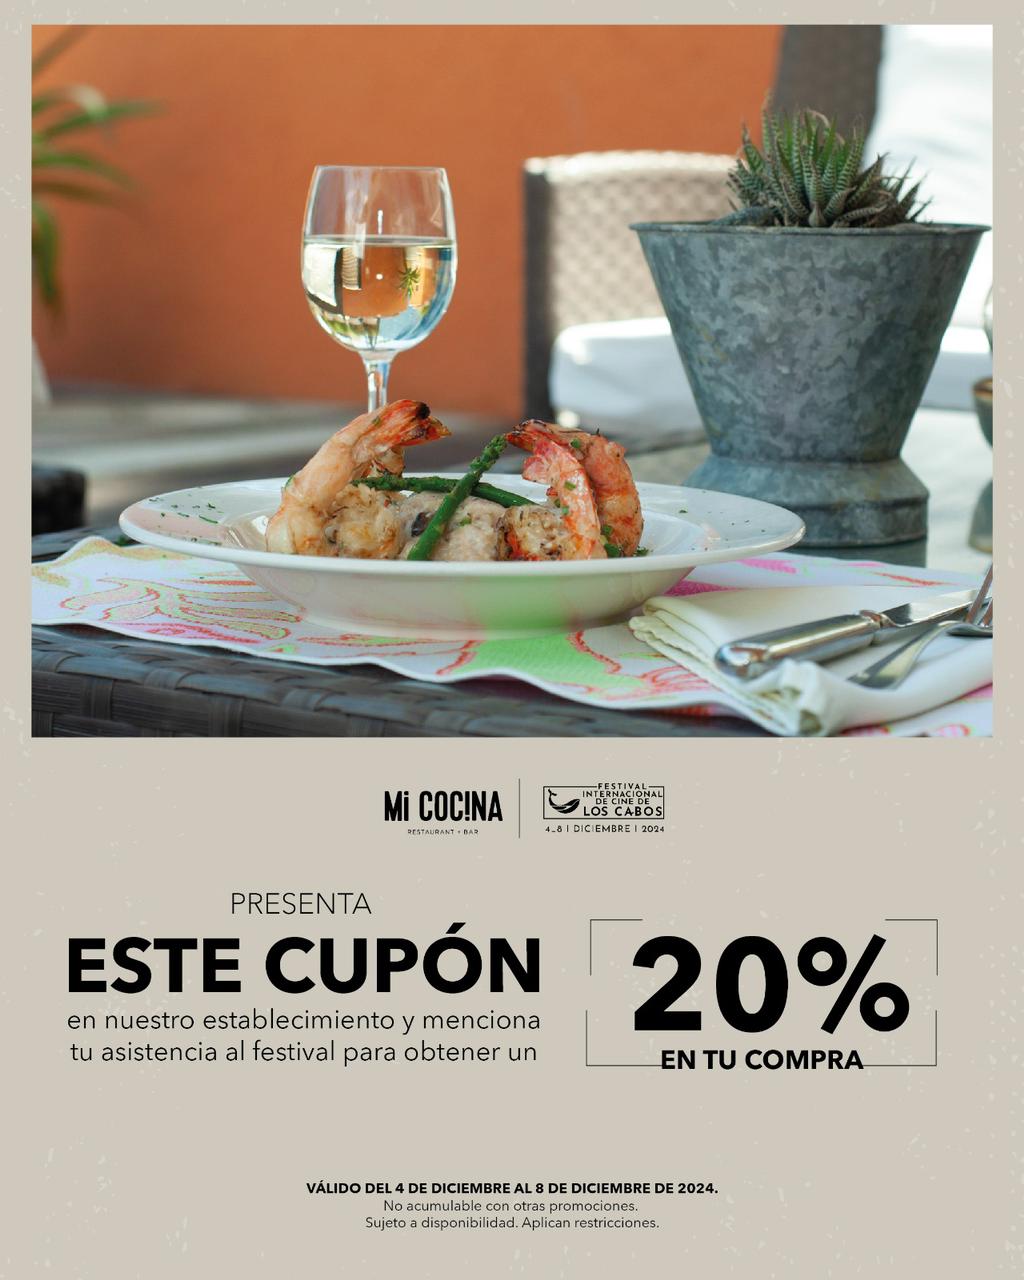 Mi COC!NA
RESTAURANT + BAR
FESTIVAL
INTERNACIONAL
DE CINE DE
LOS CABOS
4_8 | DICIEMBRE | 2024
PRESENTA
ESTE CUPÓN
en nuestro establecimiento y menciona
tu asistencia al festival para obtener un
20%
EN TU COMPRA
VÁLIDO DEL 4 DE DICIEMBRE AL 8 DE DICIEMBRE DE 2024.
No acumulable con otras promociones.
Sujeto a disponibilidad. Aplican restricciones.